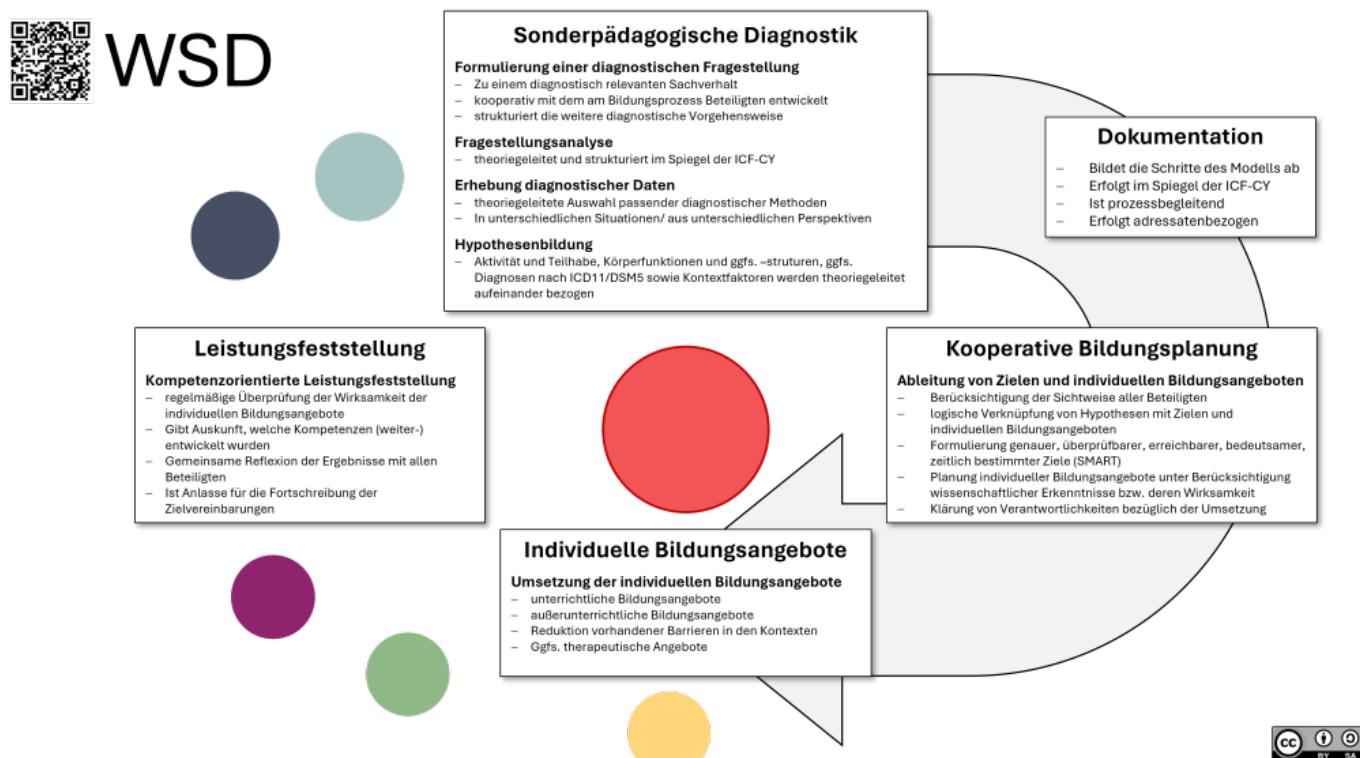 WSD
Sonderpädagogische Diagnostik
Formulierung einer diagnostischen Fragestellung
– Zu einem diagnostisch relevanten Sachverhalt
– kooperativ mit dem am Bildungsprozess Beteiligten entwickelt
– strukturiert die weitere diagnostische Vorgehensweise
Fragestellungsanalyse
– theoriegeleitet und strukturiert im Spiegel der ICF-CY
Erhebung diagnostischer Daten
– theoriegeleitete Auswahl passender diagnostischer Methoden
– In unterschiedlichen Situationen/ aus unterschiedlichen Perspektiven
Hypothesenbildung
– Aktivität und Teilhabe, Körperfunktionen und ggfs. –struturen, ggfs.
Diagnosen nach ICD11/DSM5 sowie Kontextfaktoren werden theoriegeleitet
aufeinander bezogen
Dokumentation
– Bildet die Schritte des Modells ab
– Erfolgt im Spiegel der ICF-CY
– Ist prozessbegleitend
– Erfolgt adressatenbezogen
Leistungsfeststellung
Kompetenzorientierte Leistungsfeststellung
– regelmäßige Überprüfung der Wirksamkeit der
individuellen Bildungsangebote
– Gibt Auskunft, welche Kompetenzen (weiter-)
entwickelt wurden
– Gemeinsame Reflexion der Ergebnisse mit allen
Beteiligten
– Ist Anlasse für die Fortschreibung der
Zielvereinbarungen
Kooperative Bildungsplanung
Ableitung von Zielen und individuellen Bildungsangeboten
– Berücksichtigung der Sichtweise aller Beteiligten
– logische Verknüpfung von Hypothesen mit Zielen und
individuellen Bildungsangeboten
– Formulierung genauer, überprüfbarer, erreichbarer, bedeutsamer,
zeitlich bestimmter Ziele (SMART)
– Planung individueller Bildungsangebote unter Berücksichtigung
wissenschaftlicher Erkenntnisse bzw. deren Wirksamkeit
– Klärung von Verantwortlichkeiten bezüglich der Umsetzung
Individuelle Bildungsangebote
Umsetzung der individuellen Bildungsangebote
– unterrichtliche Bildungsangebote
– außerunterrichtliche Bildungsangebote
– Reduktion vorhandener Barrieren in den Kontexten
– Ggfs. therapeutische Angebote
cc
BY SA